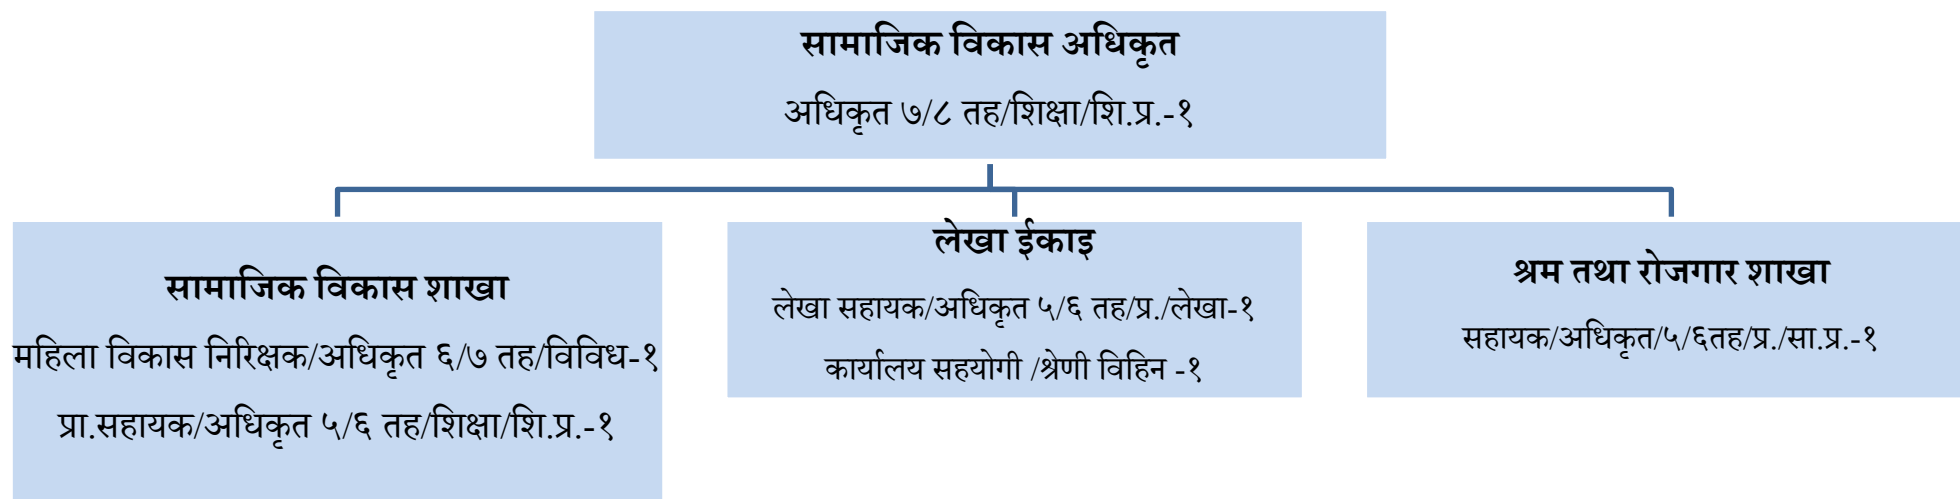 सामाजिक विकास अधिकृत
अधिकृत ७/८ तह/शिक्षा/शि.प्र.-१
सामाजिक विकास शाखा
महिला विकास निरिक्षक/अधिकृत ६/७ तह/विविध-१
प्रा.सहायक/अधिकृत ५/६ तह/शिक्षा/शि.प्र.-१
लेखा ईकाइ
लेखा सहायक/अधिकृत ५/६ तह/प्र./लेखा-१
कार्यालय सहयोगी /श्रेणी विहिन -१
श्रम तथा रोजगार शाखा
सहायक/अधिकृत/५/६तह/प्र./सा.प्र.-१